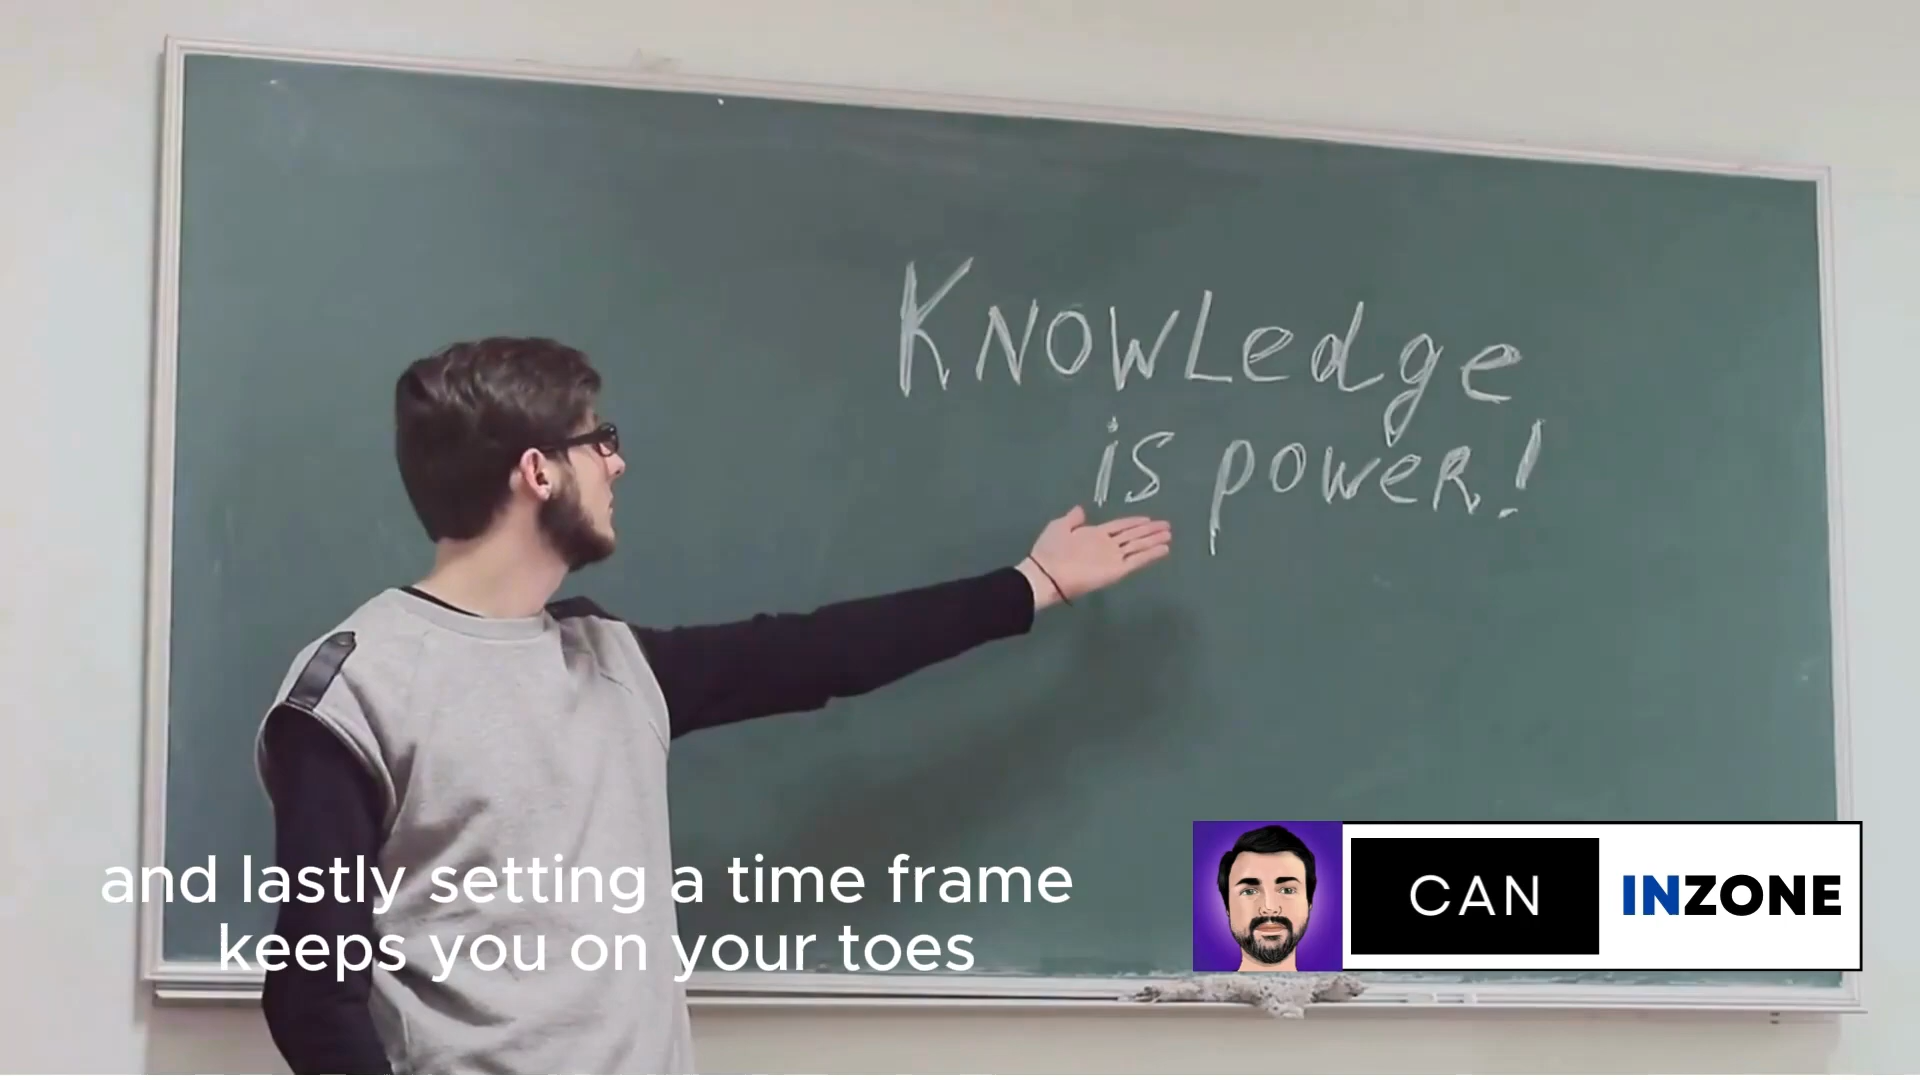 KNOWLedge
is poweR!
and lastly setting a time frame
keeps you on your toes
CAN INZONE